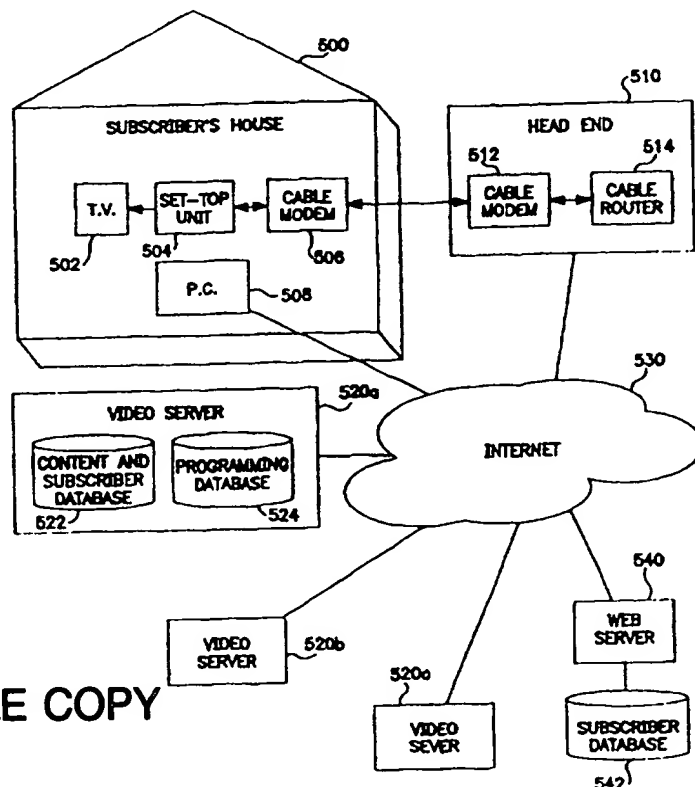 500
510
SUBSCRIBER'S HOUSE
HEAD END
512
514
T.V.
SET-TOP
UNIT
CABLE
MODEM
CABLE
MODEM
CABLE
ROUTER
502
504
506
P.C.
508
530
520a
VIDEO SERVER
INTERNET
CONTENT AND
SUBSCRIBER
DATABASE
PROGRAMMING
DATABASE
522
524
540
WEB
SERVER
VIDEO
SERVER
520b
520c
E COPY
VIDEO
SEVER
SUBSCRIBER
DATABASE
542